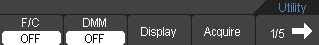 Utility
F/C DMM Display Acquire 1/5
OFF OFF